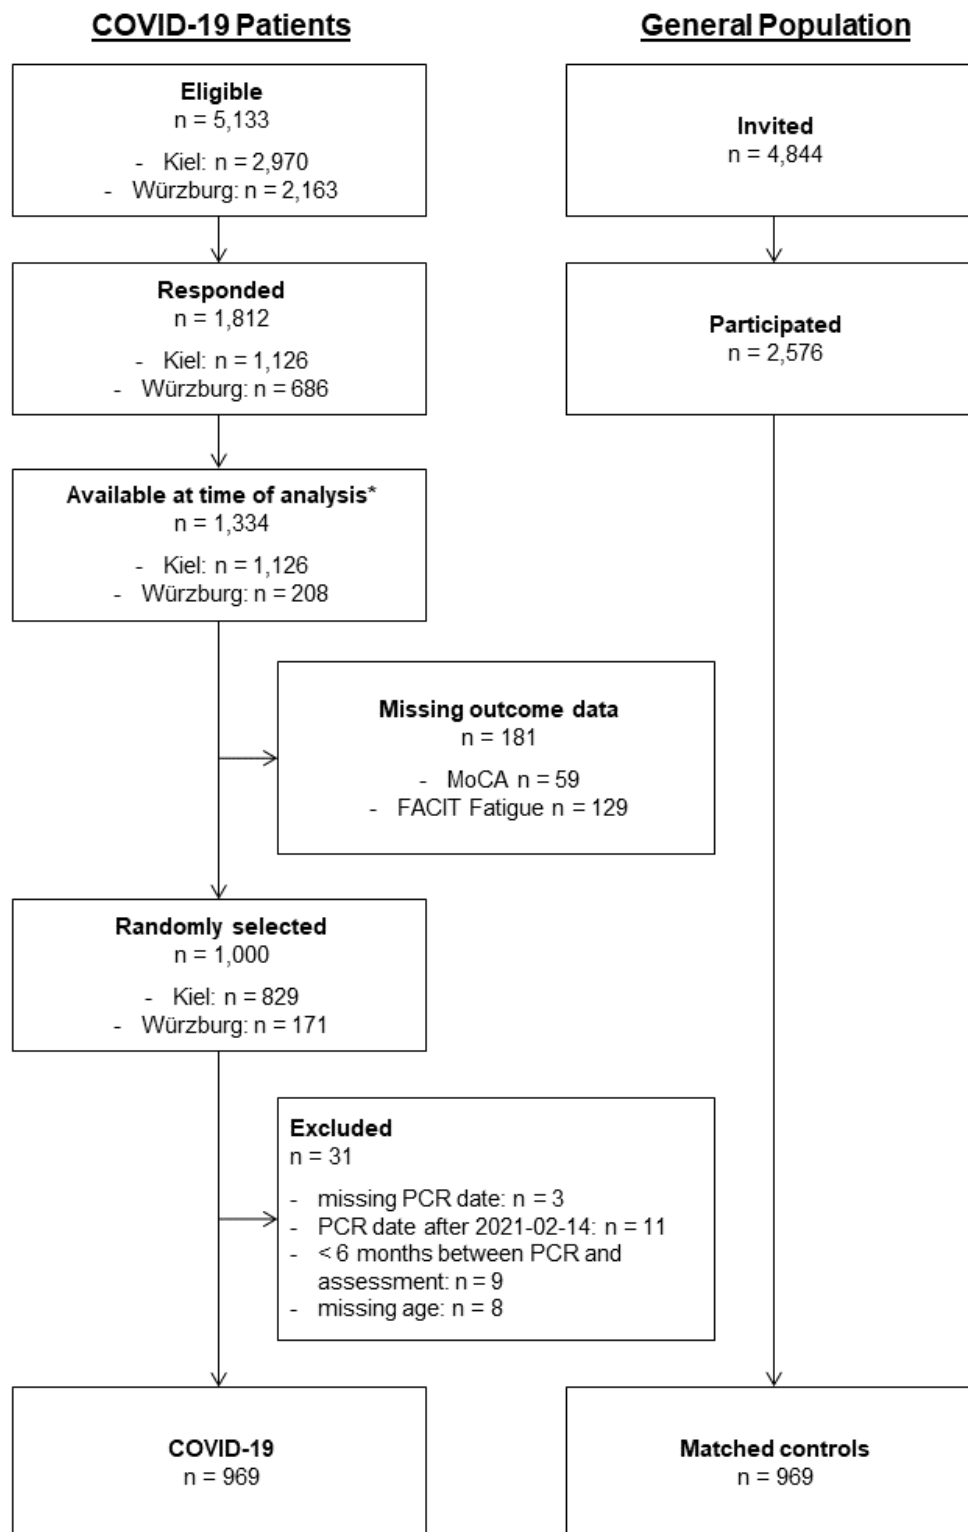 COVID-19 Patients
General Population
Eligible
n = 5,133
- Kiel: n = 2,970
- Würzburg: n = 2,163
Invited
n = 4,844
Responded
n = 1,812
- Kiel: n = 1,126
- Würzburg: n = 686
Participated
n = 2,576
Available at time of analysis*
n = 1,334
- Kiel: n = 1,126
- Würzburg: n = 208
Missing outcome data
n = 181
- MoCA n = 59
- FACIT Fatigue n = 129
Randomly selected
n = 1,000
- Kiel: n = 829
- Würzburg: n = 171
Excluded
n = 31
- missing PCR date: n = 3
- PCR date after 2021-02-14: n = 11
- < 6 months between PCR and
assessment: n = 9
- missing age: n = 8
COVID-19
n = 969
Matched controls
n = 969